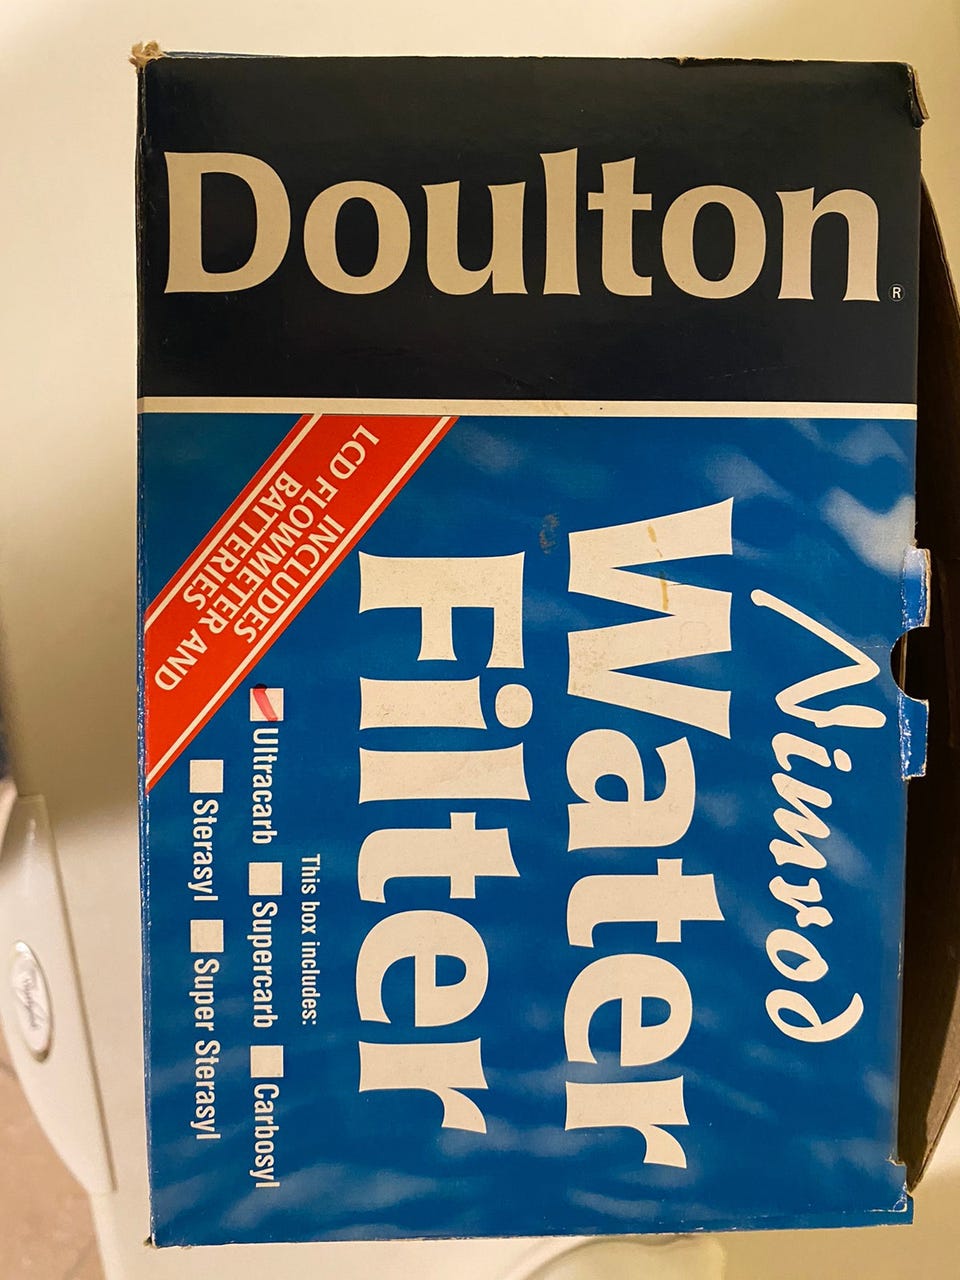 Doulton®
Nimrod
Water
Filter
INCLUDES
LCD FLOWMETER AND
BATTERIES
This box includes:
Ultracarb Supercarb Carbosyl
Sterasyl Super Sterasyl